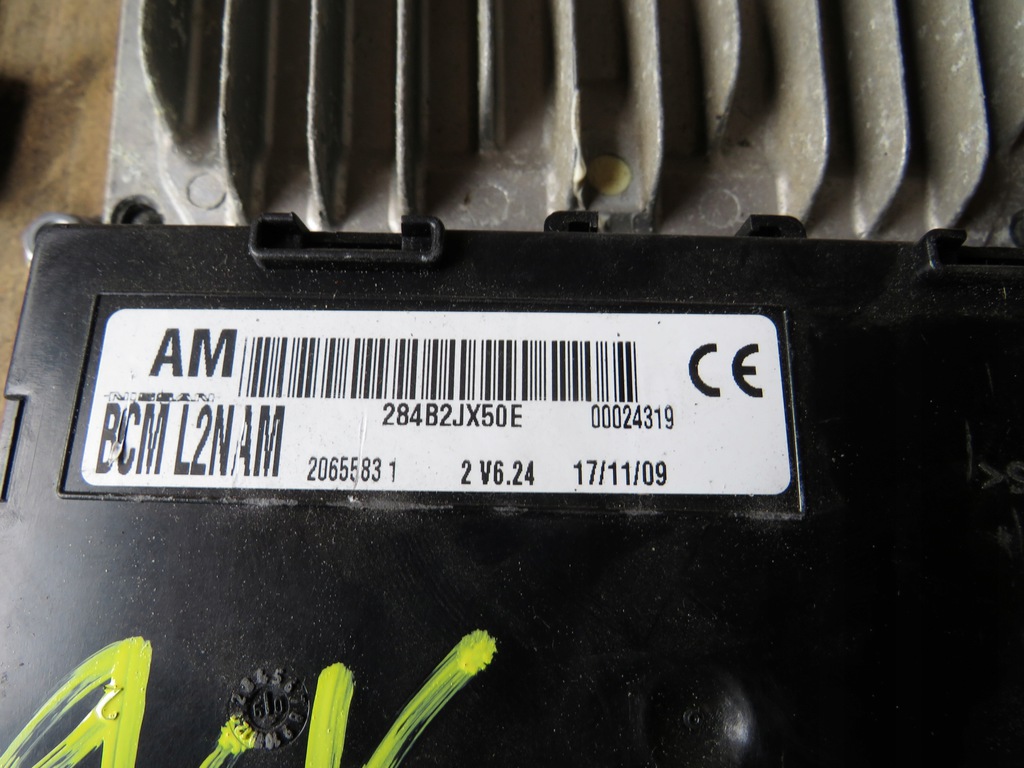 AM
284B2JX50E 00024319
NISSAN
BCM L2NAM
2065583 1 2 V6.24 17/11/09
CE